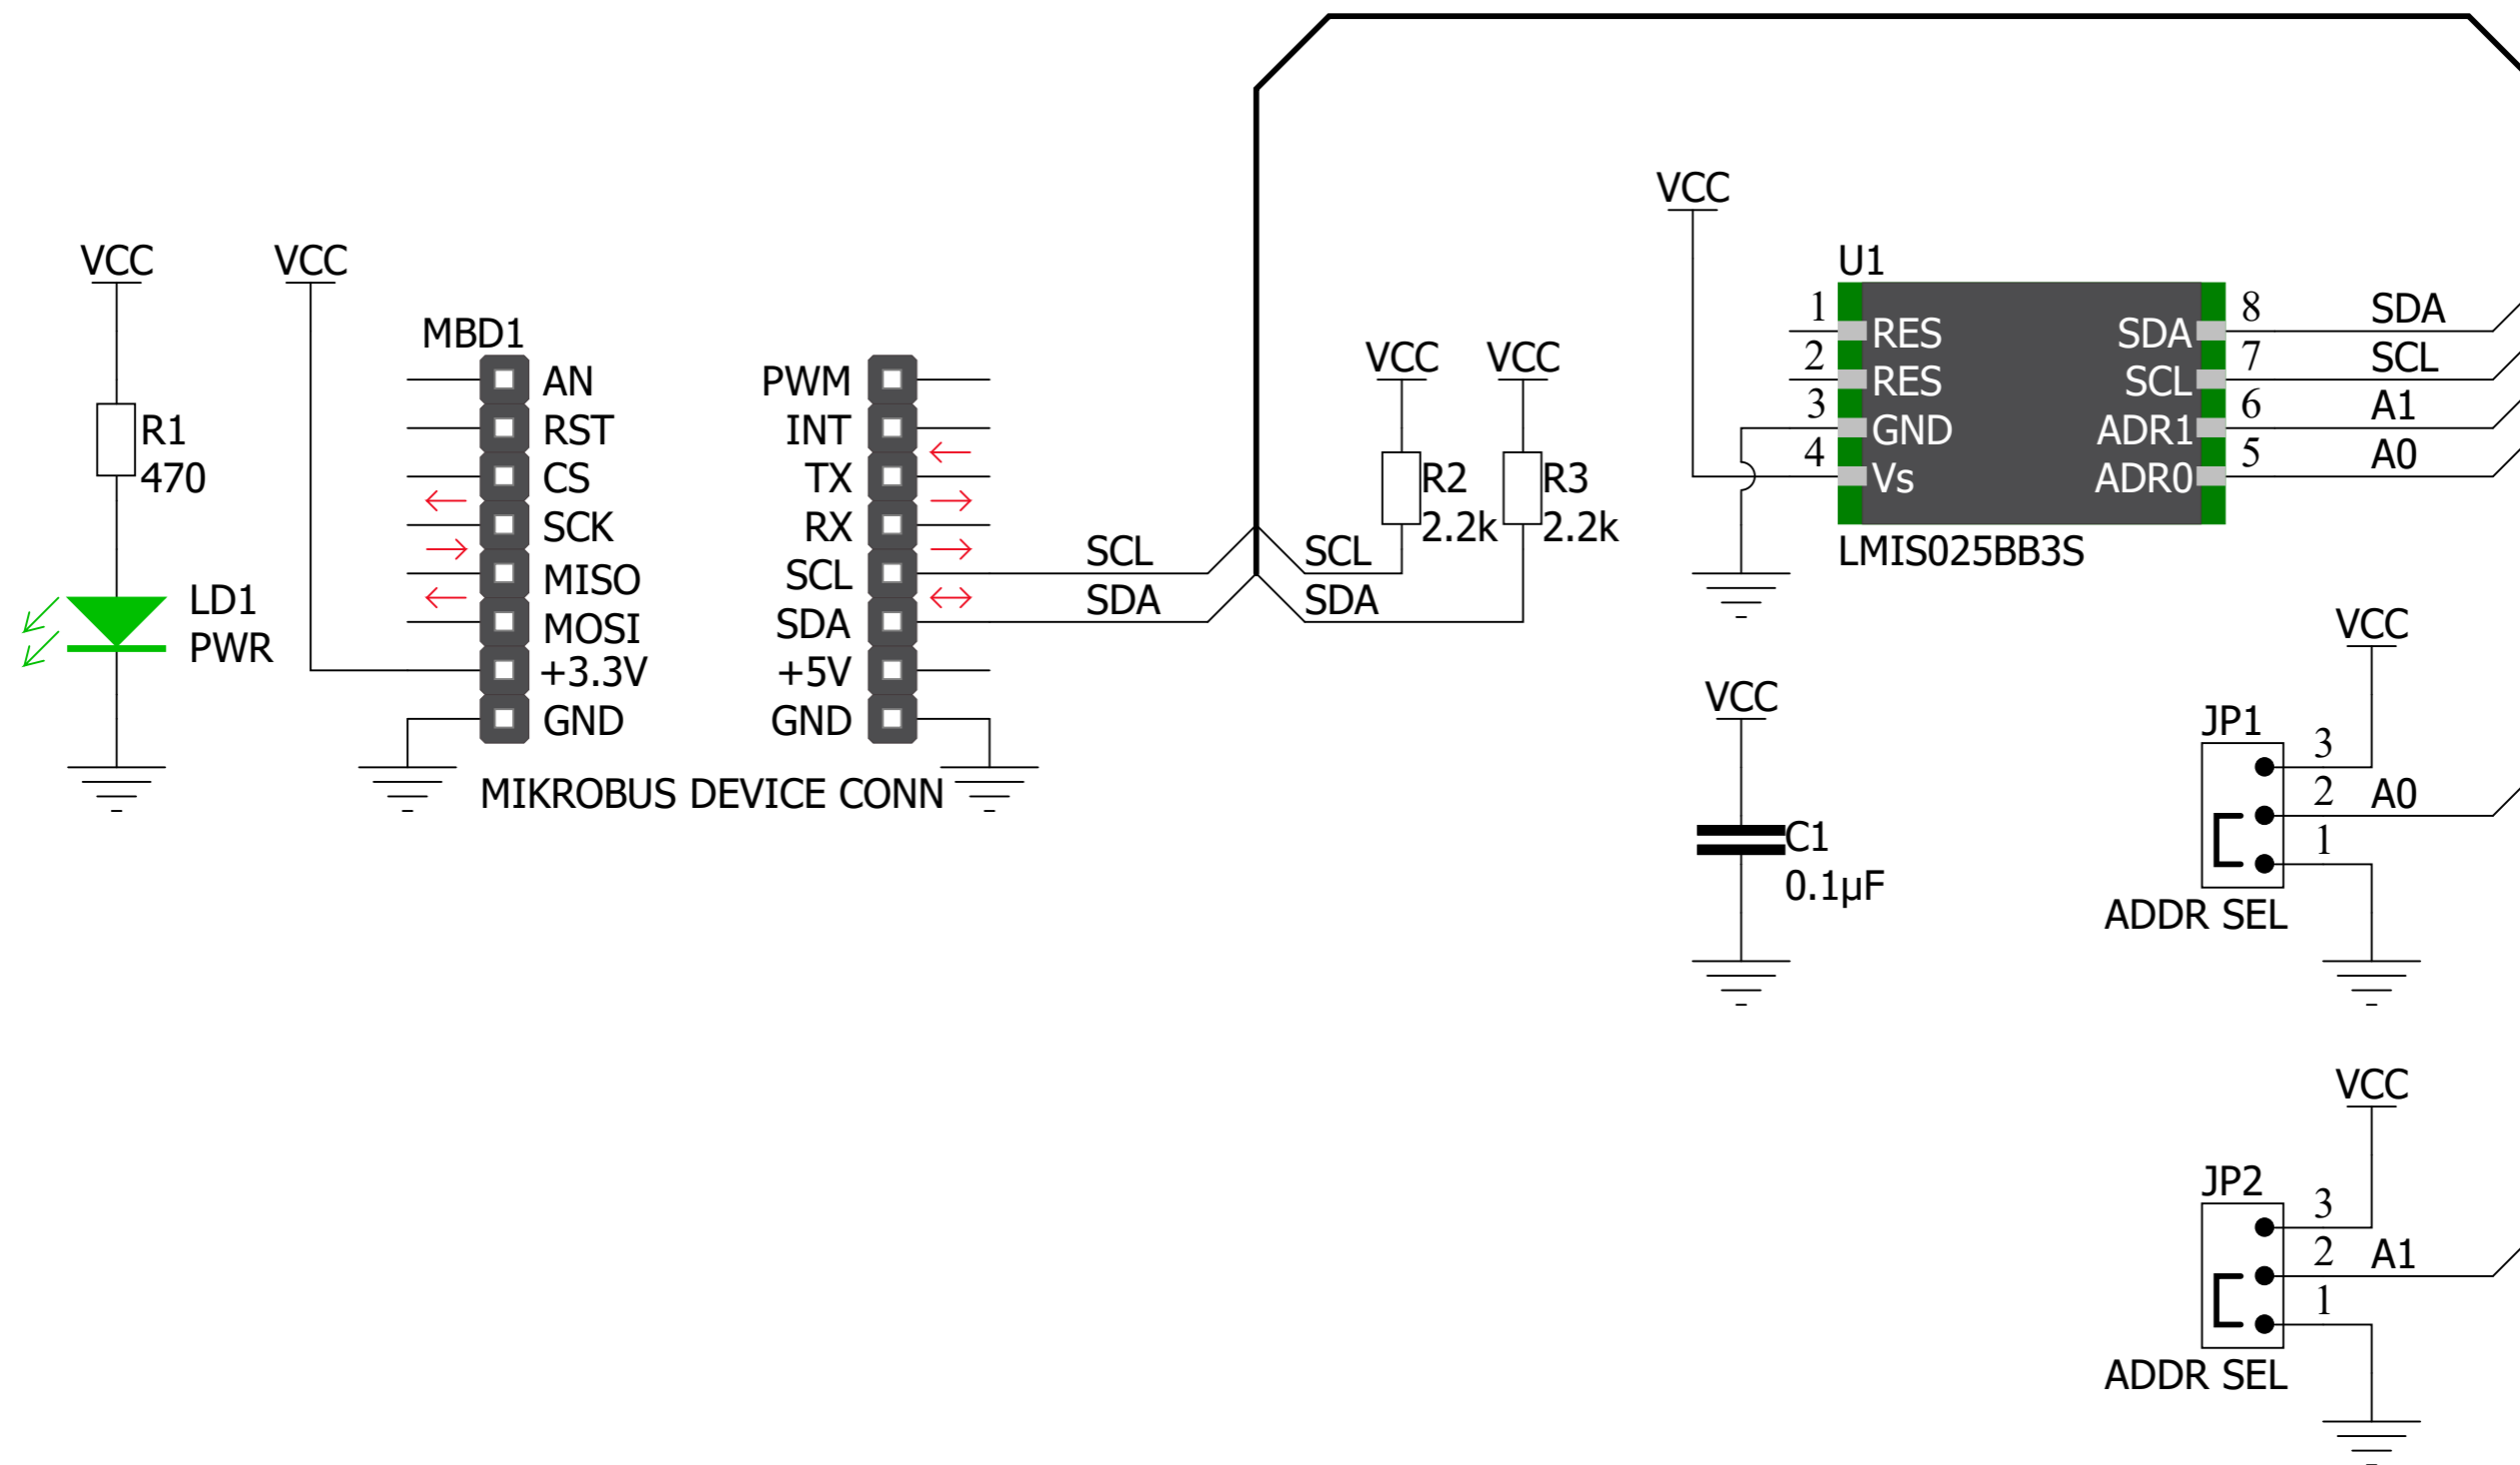 VCC
R1
470
LD1
PWR
VCC
MBD1
AN
RST
CS
SCK
MISO
MOSI
+3.3V
GND
PWM
INT
TX
RX
SCL
SDA
+5V
GND
MIKROBUS DEVICE CONN
SCL
SDA
SCL
SDA
VCC
R2
2.2k
VCC
R3
2.2k
VCC
U1
1
2
3
4
RES
RES
GND
Vs
SDA
SCL
ADR1
ADR0
8
7
6
5
SDA
SCL
A1
A0
LMIS025BB3S
VCC
C1
0.1µF
VCC
JP1
3
2
1
A0
ADDR SEL
VCC
JP2
3
2
1
A1
ADDR SEL